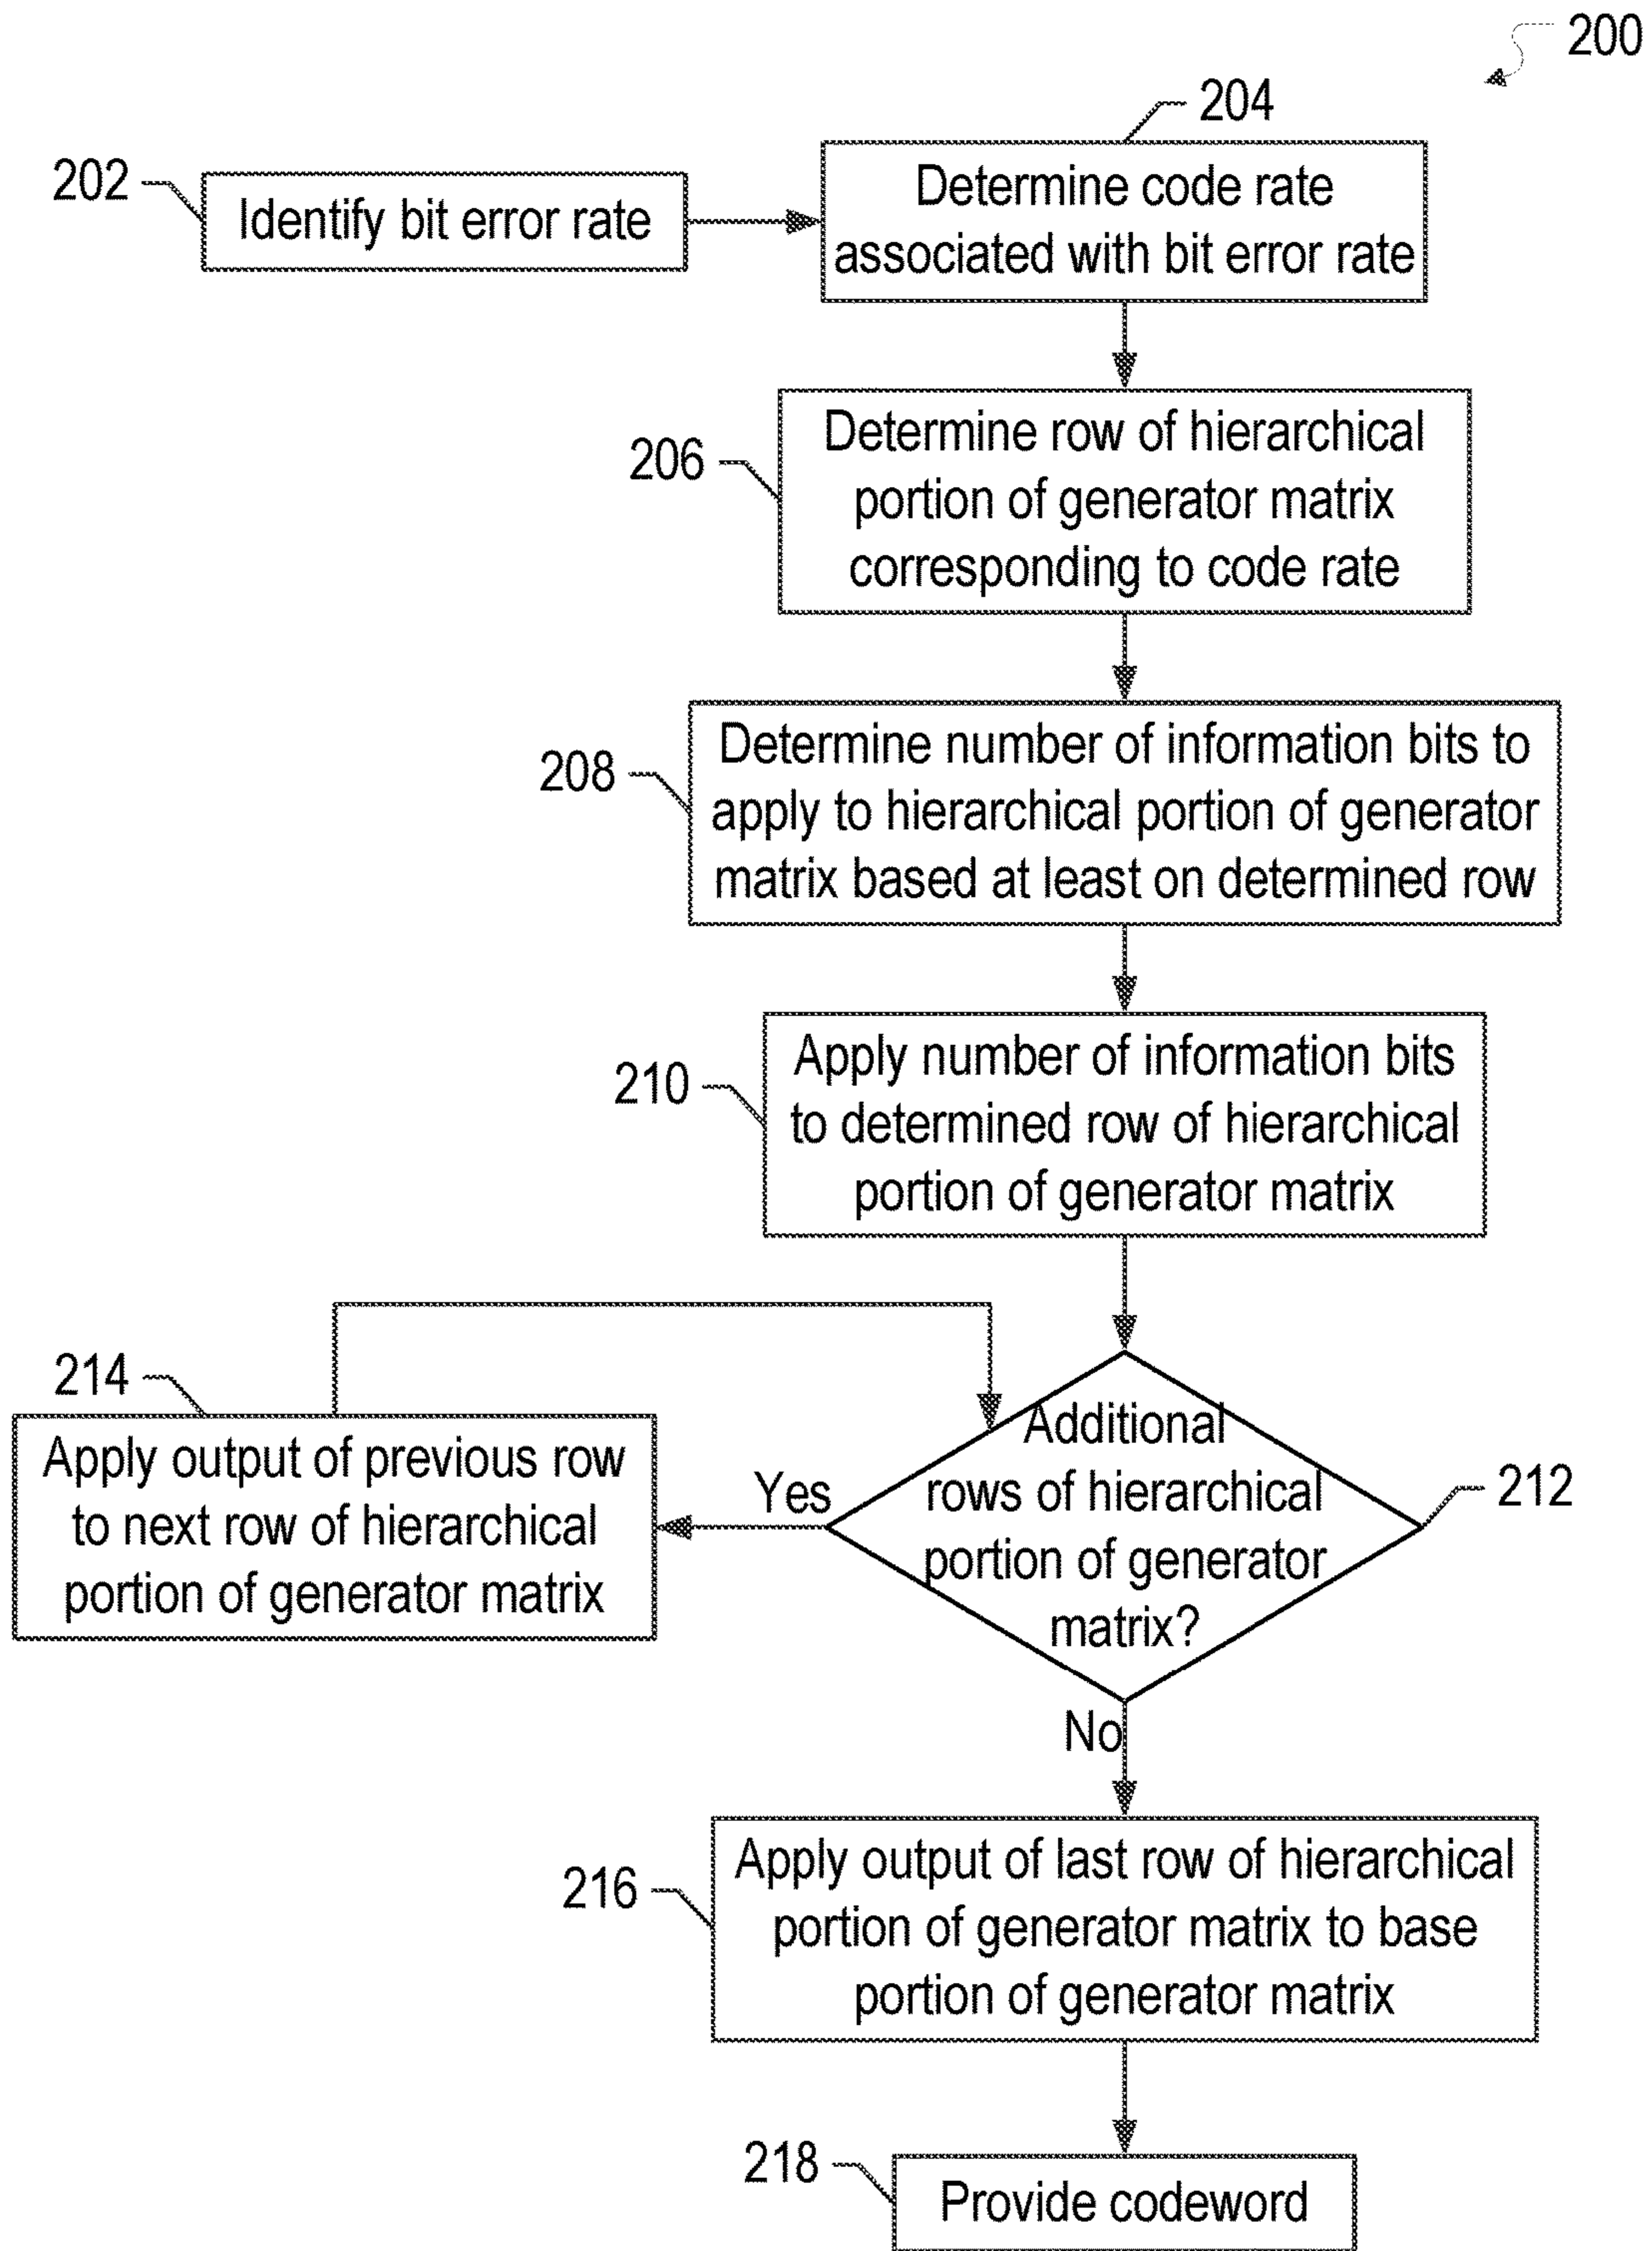 200
204
202
Identify bit error rate
Determine code rate
associated with bit error rate
206
Determine row of hierarchical
portion of generator matrix
corresponding to code rate
208
Determine number of information bits to
apply to hierarchical portion of generator
matrix based at least on determined row
210
Apply number of information bits
to determined row of hierarchical
portion of generator matrix
214
Apply output of previous row
to next row of hierarchical
portion of generator matrix
Yes
Additional
rows of hierarchical
portion of generator
matrix?
212
No
216
Apply output of last row of hierarchical
portion of generator matrix to base
portion of generator matrix
218
Provide codeword